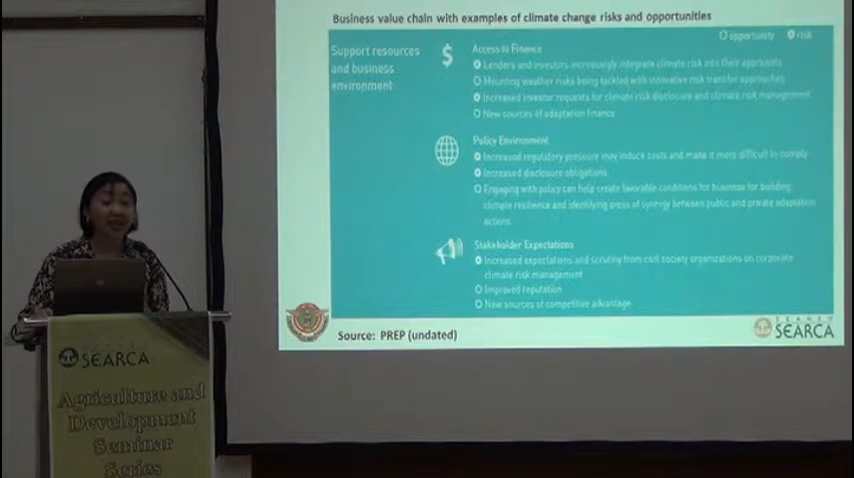 Business value chain with examples of climate change risks and opportunities
opportunity risk
Support resources
and business
environment
$
Access to Finance
Lenders and investors increasingly integrate climate risk into their appraisals
Mounting weather risks being tackled with innovative risk transfer approaches
Increased investor requests for climate risk disclosure and climate risk management
New sources of adaptation finance
Policy Environment
Increased regulatory pressure may induce costs and make it more difficult to comply
Increased disclosure obligations
Engaging with policy can help create favorable conditions for business for building
climate resilience and identifying areas of synergy between public and private adaptation
actions
Stakeholder Expectations
Increased expectations and scrutiny from civil society organizations on corporate
climate risk management
Improved reputation
New sources of competitive advantage
Source: PREP (undated)
SEAMEO
SEARCA
SEARCA
Agriculture and
Development
Seminar
Series